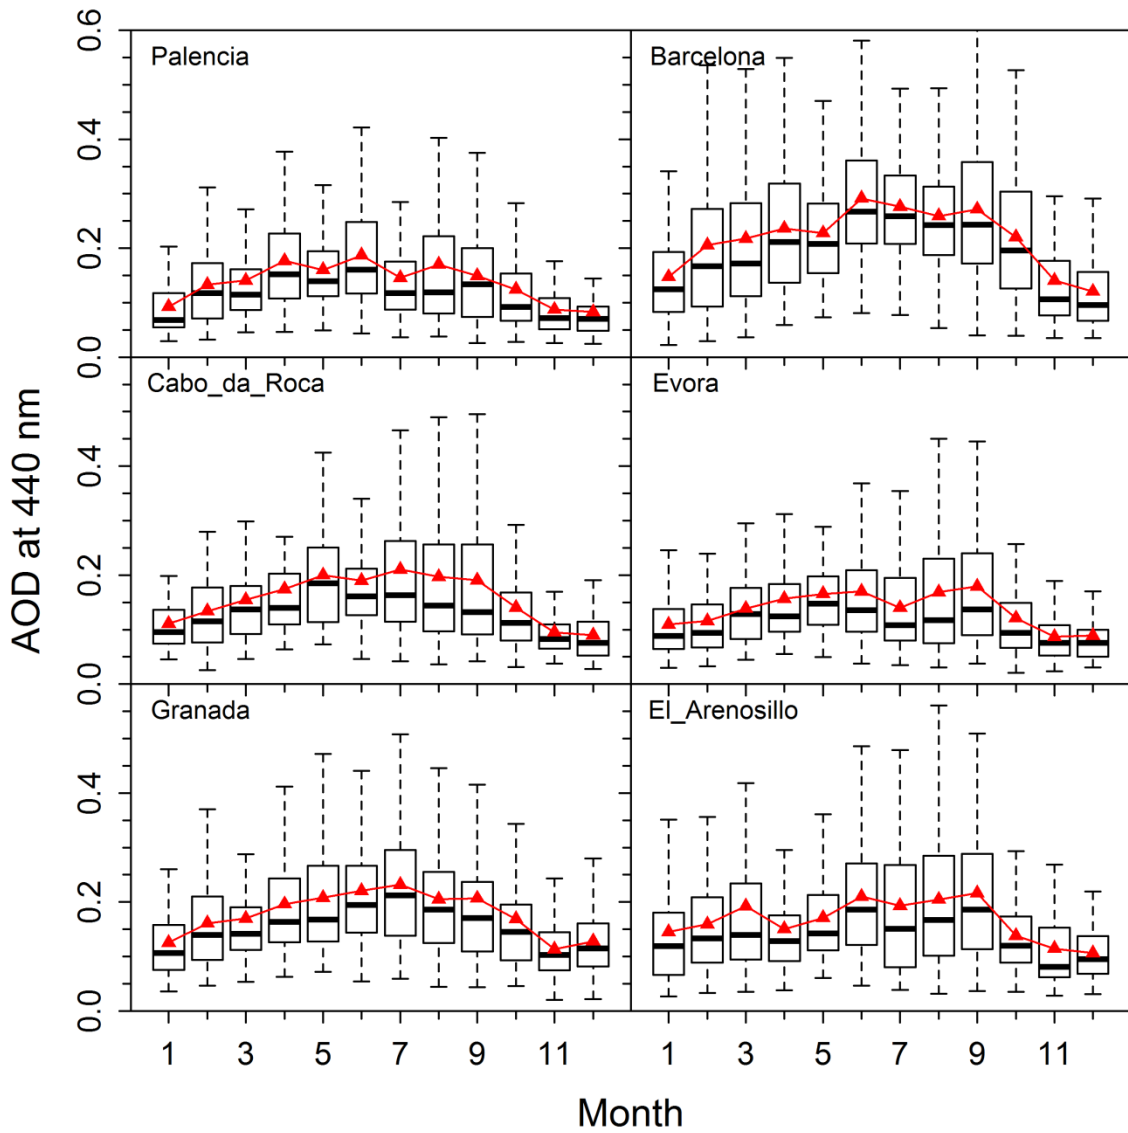 0.6
Palencia
Barcelona
0.4
0.2
0.0
Cabo_da_Roca
Evora
0.4
0.2
0.0
AOD at 440 nm
Granada
El_Arenosillo
0.4
0.2
0.0
1 3 5 7 9 11 1 3 5 7 9 11
Month